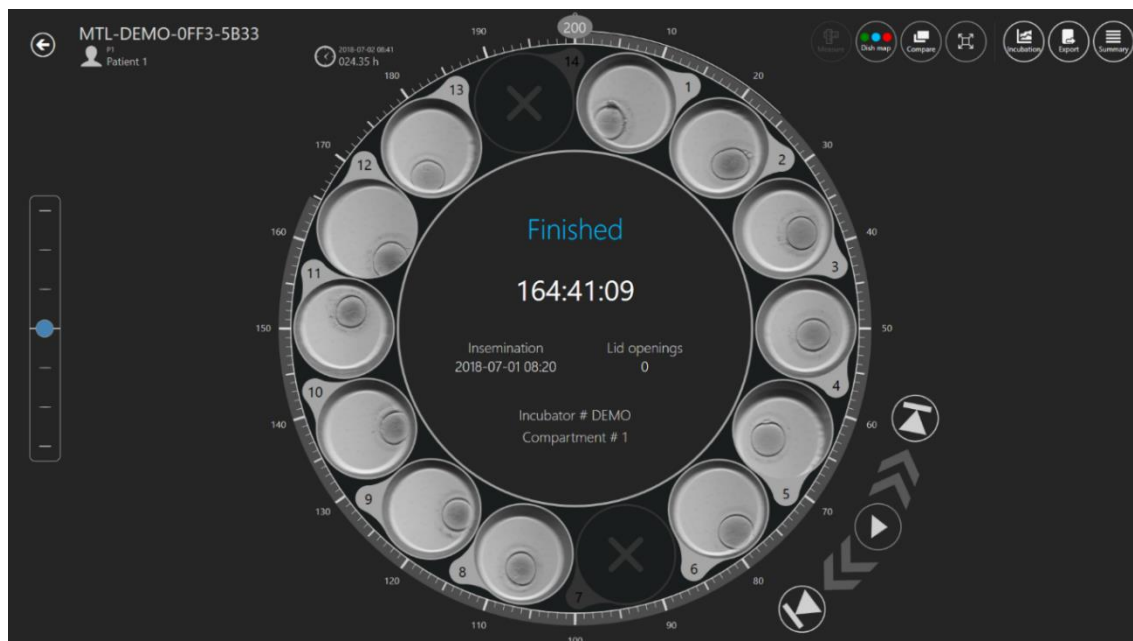 MTL-DEMO-0FF3-5B33
P1
Patient 1
2018-07-02 08:41
024.35 h
Measure
Dish map
Compare
Incubation
Export
Summary
200
10
20
30
40
50
60
70
80
90
100
110
120
130
140
150
160
170
180
190
1
2
3
4
5
6
7
8
9
10
11
12
13
14
Finished
164:41:09
Insemination
Lid openings
2018-07-01 08:20
0
Incubator # DEMO
Compartment # 1